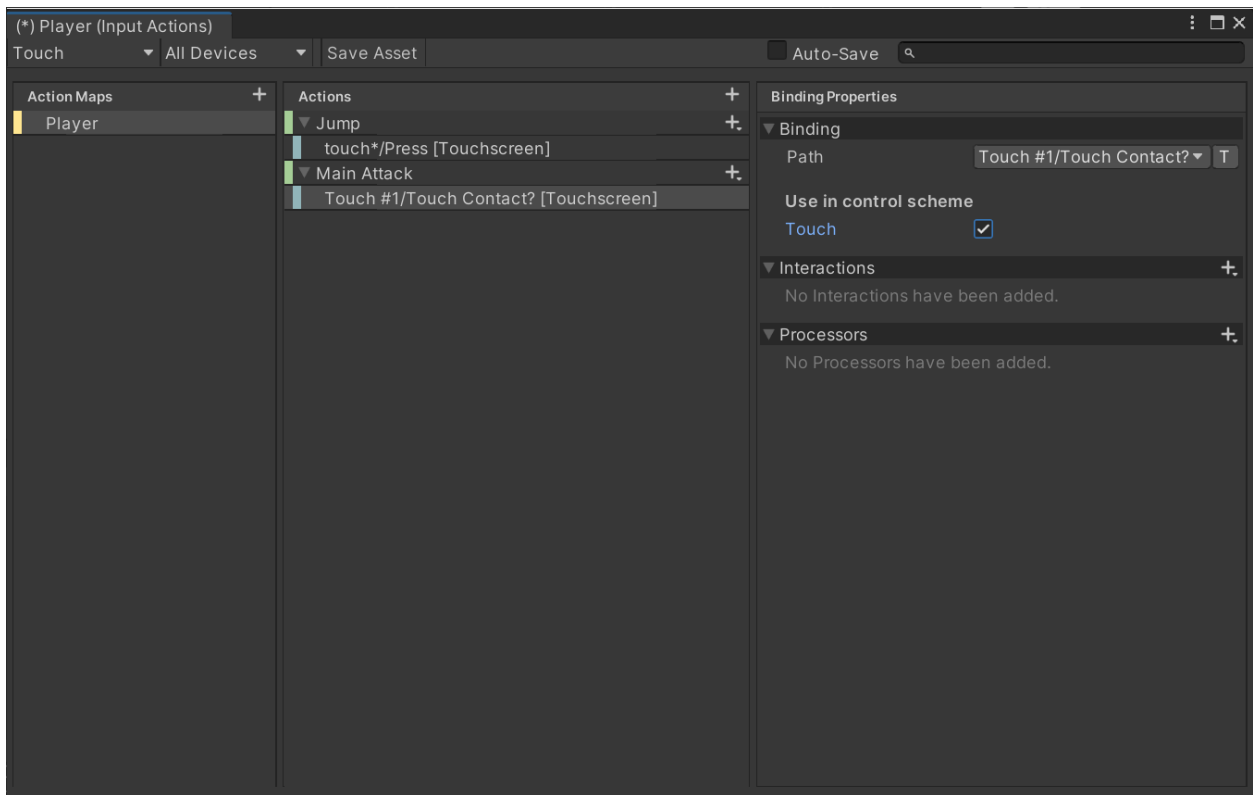 (*) Player (Input Actions)
Touch All Devices Save Asset Auto-Save
Action Maps + Actions + Binding Properties
Player
Jump
touch*/Press [Touchscreen]
Main Attack
Touch #1/Touch Contact? [Touchscreen]
Binding
Path Touch #1/Touch Contact? T
Use in control scheme
Touch
Interactions
No Interactions have been added.
Processors
No Processors have been added.